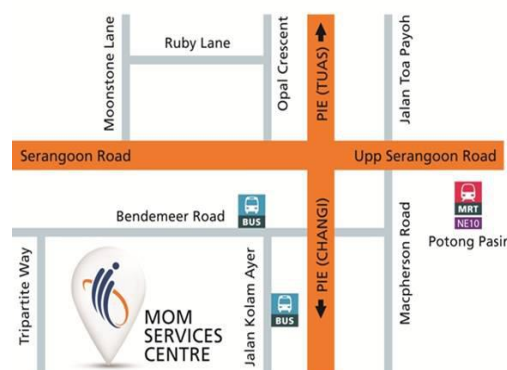 Moonstone Lane
Ruby Lane
Opal Crescent
PIE (TUAS)
Jalan Toa Payoh
Serangoon Road
Upp Serangoon Road
Bendemeer Road
BUS
MRT
NE10
Potong Pasir
Tripartite Way
MOM
SERVICES
CENTRE
Jalan Kolam Ayer
BUS
PIE (CHANGI)
Macpherson Road